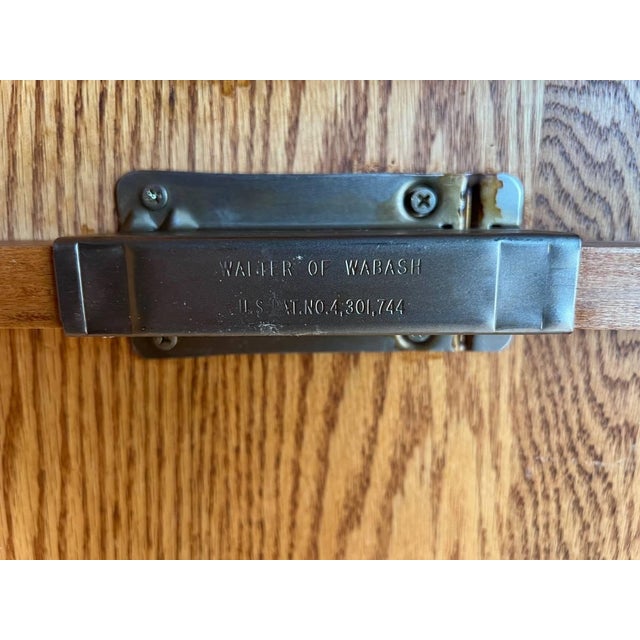 WALTER OF WABASH
U.S. PAT. NO. 4,301,744